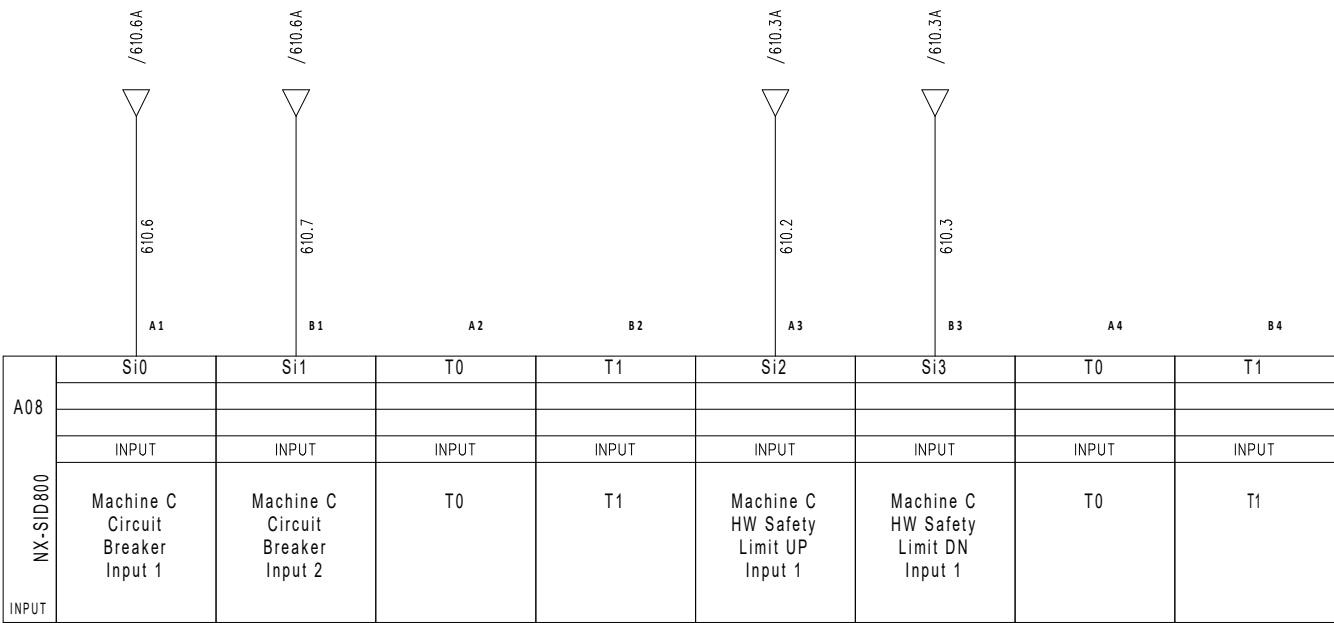 /610.6A /610.6A /610.3A /610.3A
610.6 610.7 610.2 610.3
A1 B1 A2 B2 A3 B3 A4 B4
Si0 Si1 T0 T1 Si2 Si3 T0 T1
A08
INPUT INPUT INPUT INPUT INPUT INPUT INPUT INPUT
NX-SID800
Machine C Machine C T0 T1 Machine C Machine C T0 T1
Circuit Circuit HW Safety HW Safety
Breaker Breaker Limit UP Limit DN
Input 1 Input 2 Input 1 Input 1
INPUT